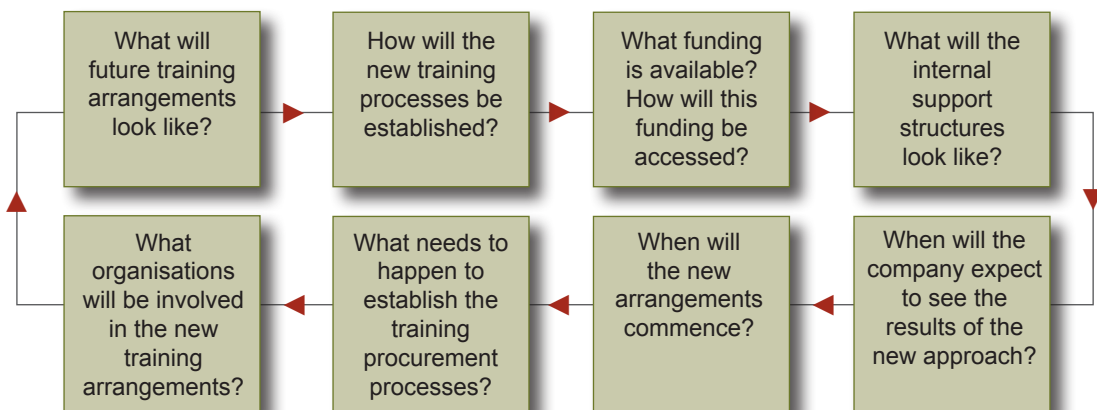 What will
future training
arrangements
look like?
How will the
new training
processes be
established?
What funding
is available?
How will this
funding be
accessed?
What will the
internal
support
structures
look like?
What
organisations
will be involved
in the new
training
arrangements?
What needs to
happen to
establish the
training
procurement
processes?
When will
the new
arrangements
commence?
When will the
company expect
to see the
results of the
new approach?